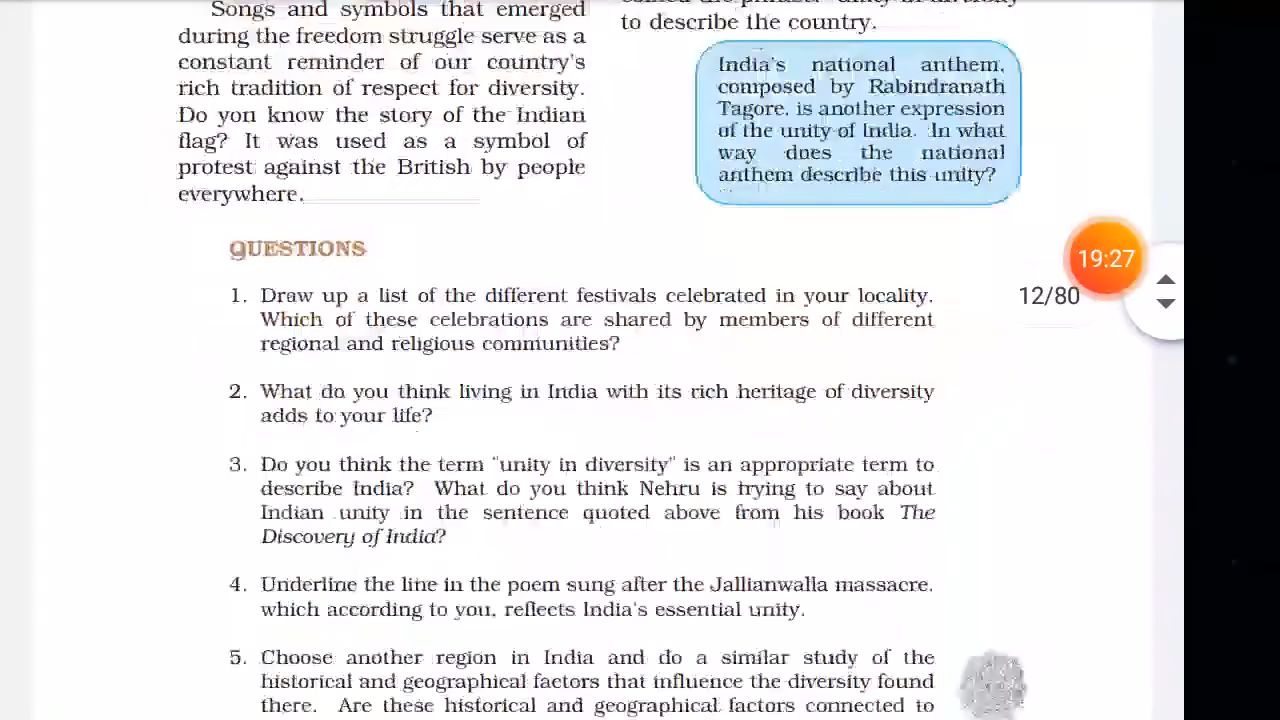 Songs and symbols that emerged
during the freedom struggle serve as a
constant reminder of our country's
rich tradition of respect for diversity.
Do you know the story of the Indian
flag? It was used as a symbol of
protest against the British by people
everywhere.
to describe the country.
India's national anthem,
composed by Rabindranath
Tagore, is another expression
of the unity of India. In what
way does the national
anthem describe this unity?
QUESTIONS
1. Draw up a list of the different festivals celebrated in your locality.
Which of these celebrations are shared by members of different
regional and religious communities?
2. What do you think living in India with its rich heritage of diversity
adds to your life?
3. Do you think the term "unity in diversity" is an appropriate term to
describe India? What do you think Nehru is trying to say about
Indian unity in the sentence quoted above from his book The
Discovery of India?
4. Underline the line in the poem sung after the Jallianwalla massacre,
which according to you, reflects India's essential unity.
5. Choose another region in India and do a similar study of the
historical and geographical factors that influence the diversity found
there. Are these historical and geographical factors connected to
19:27
12/80